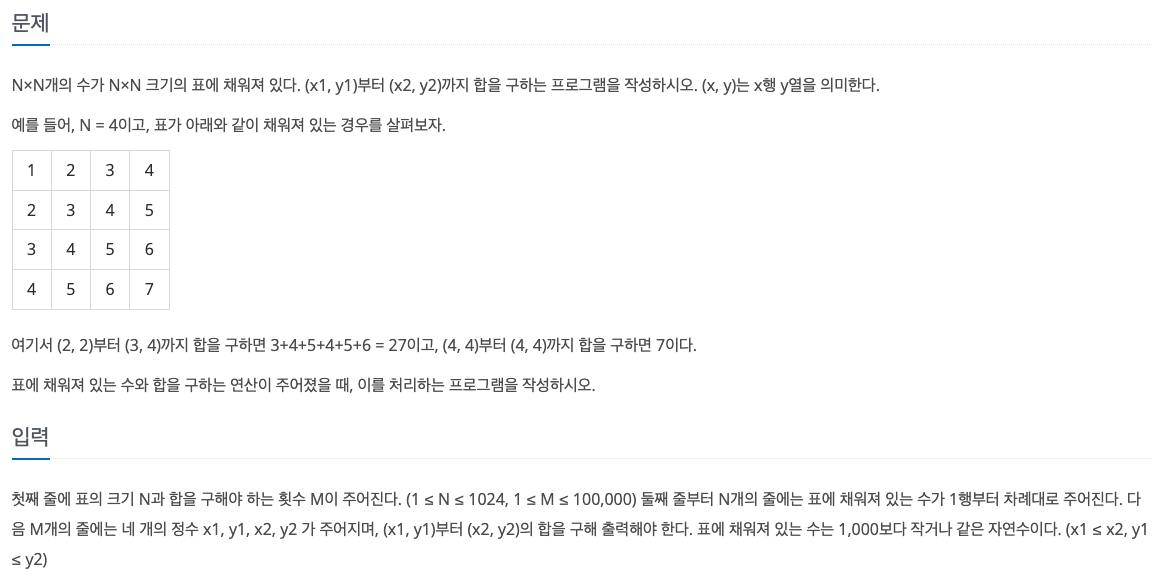 문제
N×N개의 수가 N×N 크기의 표에 채워져 있다. (x1, y1)부터 (x2, y2)까지 합을 구하는 프로그램을 작성하시오. (x, y)는 x행 y열을 의미한다.
예를 들어, N = 4이고, 표가 아래와 같이 채워져 있는 경우를 살펴보자.
1 2 3 4
2 3 4 5
3 4 5 6
4 5 6 7
여기서 (2, 2)부터 (3, 4)까지 합을 구하면 3+4+5+4+5+6 = 27이고, (4, 4)부터 (4, 4)까지 합을 구하면 7이다.
표에 채워져 있는 수와 합을 구하는 연산이 주어졌을 때, 이를 처리하는 프로그램을 작성하시오.
입력
첫째 줄에 표의 크기 N과 합을 구해야 하는 횟수 M이 주어진다. (1 ≤ N ≤ 1024, 1 ≤ M ≤ 100,000) 둘째 줄부터 N개의 줄에는 표에 채워져 있는 수가 1행부터 차례대로 주어진다. 다
음 M개의 줄에는 네 개의 정수 x1, y1, x2, y2 가 주어지며, (x1, y1)부터 (x2, y2)의 합을 구해 출력해야 한다. 표에 채워져 있는 수는 1,000보다 작거나 같은 자연수이다. (x1 ≤ x2, y1
≤ y2)